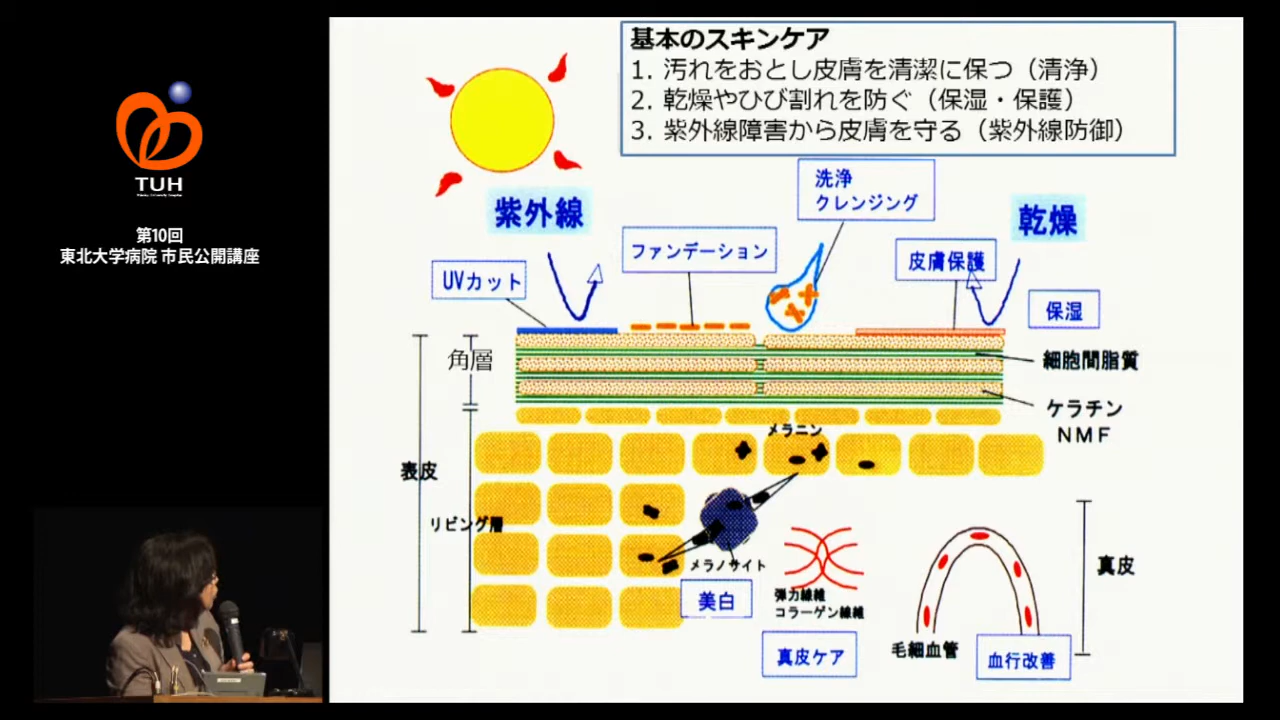 TUH
第10回
東北大学病院 市民公開講座
基本のスキンケア
1. 汚れをおとし皮膚を清潔に保つ（清浄）
2. 乾燥やひび割れを防ぐ（保湿・保護）
3. 紫外線障害から皮膚を守る（紫外線防御）
紫外線
洗浄
クレンジング
乾燥
ファンデーション
皮膚保護
UVカット
保湿
角層
細胞間脂質
ケラチン
NMF
メラニン
表皮
リビング層
メラノサイト
美白
弾力線維
コラーゲン線維
真皮ケア
毛細血管
血行改善
真皮